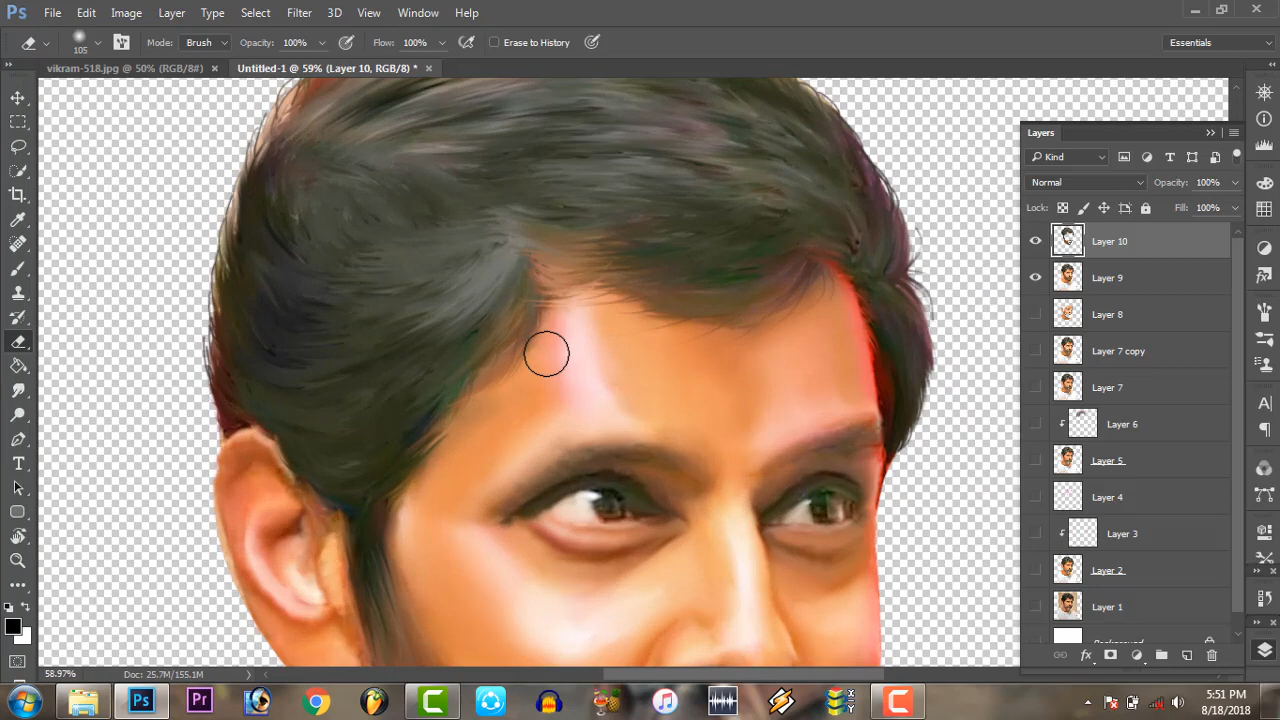 Ps File Edit Image Layer Type Select Filter 3D View Window Help
105 Mode: Brush Opacity: 100% Flow: 100% Erase to History Essentials
vikram-518.jpg @ 50% (RGB/8#) × Untitled-1 @ 59% (Layer 10, RGB/8) * ×
Layers
Kind
Normal Opacity: 100%
Lock: Fill: 100%
Layer 10
Layer 9
Layer 8
Layer 7 copy
Layer 7
Layer 6
Layer 5
Layer 4
Layer 3
Layer 2
Layer 1
Background
58.97% Doc: 25.7M/155.1M
Ps Pr
5:51 PM
8/18/2018